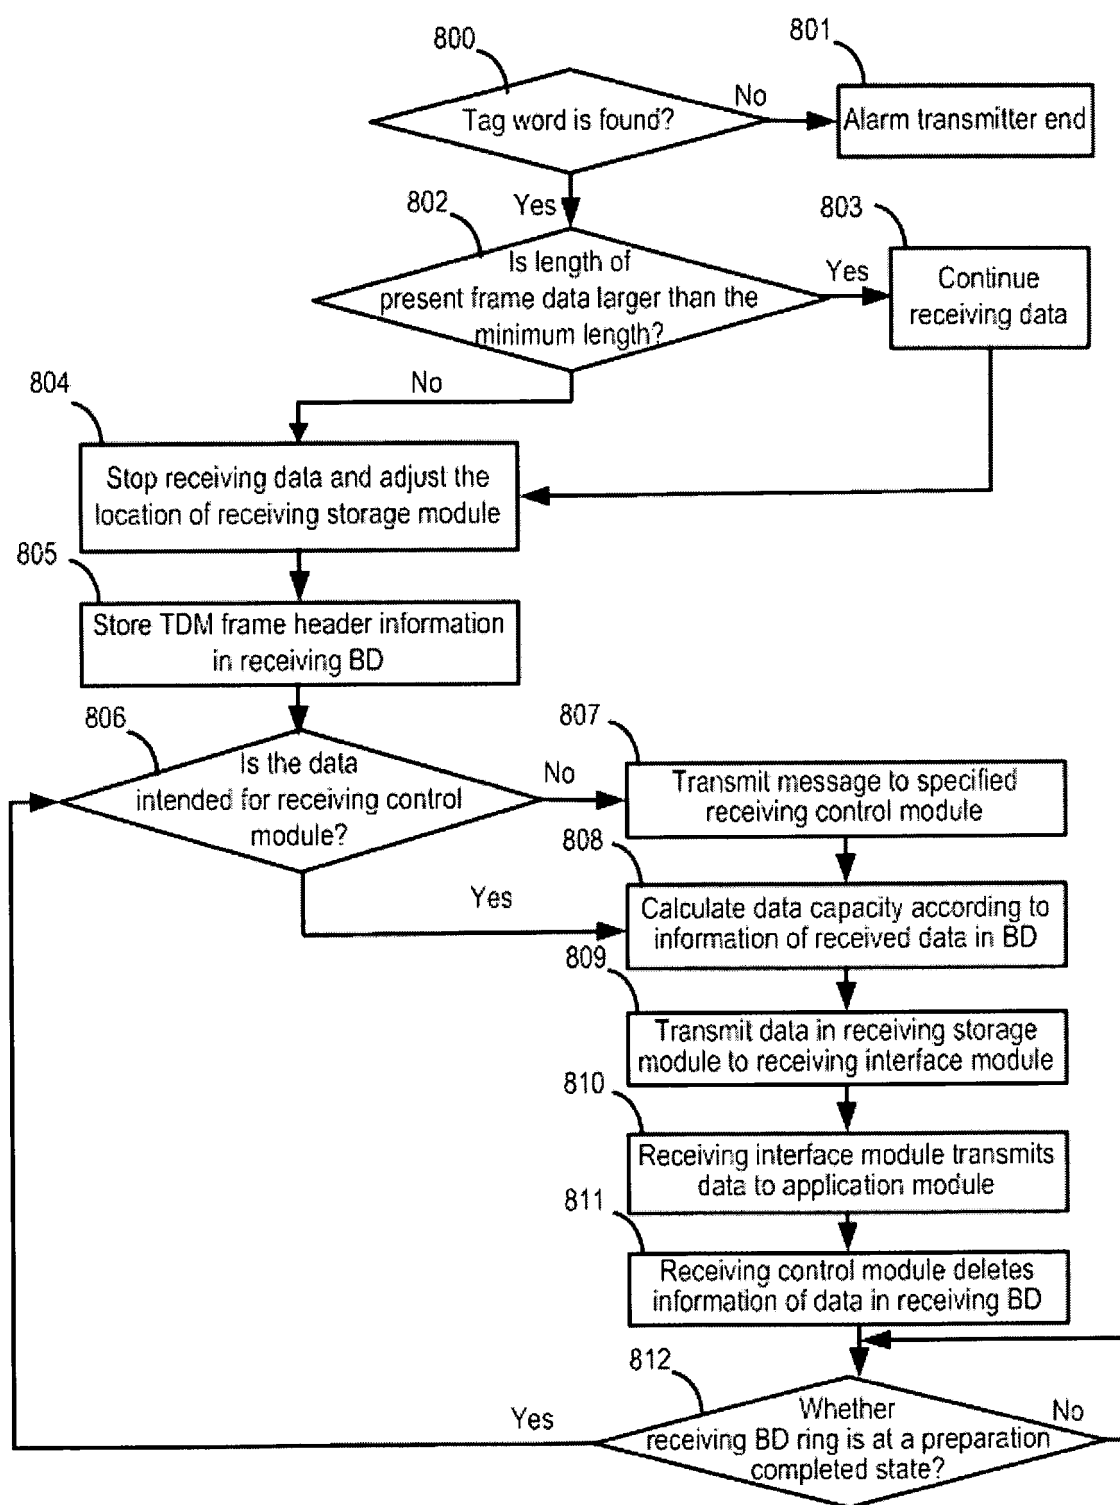 800
801
Tag word is found?
No
Alarm transmitter end
Yes
802
803
Is length of
present frame data larger than the
minimum length?
Yes
Continue
receiving data
No
804
Stop receiving data and adjust the
location of receiving storage module
805
Store TDM frame header information
in receiving BD
806
Is the data
intended for receiving control
module?
No
807
Transmit message to specified
receiving control module
Yes
808
Calculate data capacity according to
information of received data in BD
809
Transmit data in receiving storage
module to receiving interface module
810
Receiving interface module transmits
data to application module
811
Receiving control module deletes
information of data in receiving BD
812
Whether
receiving BD ring is at a preparation
completed state?
Yes
No